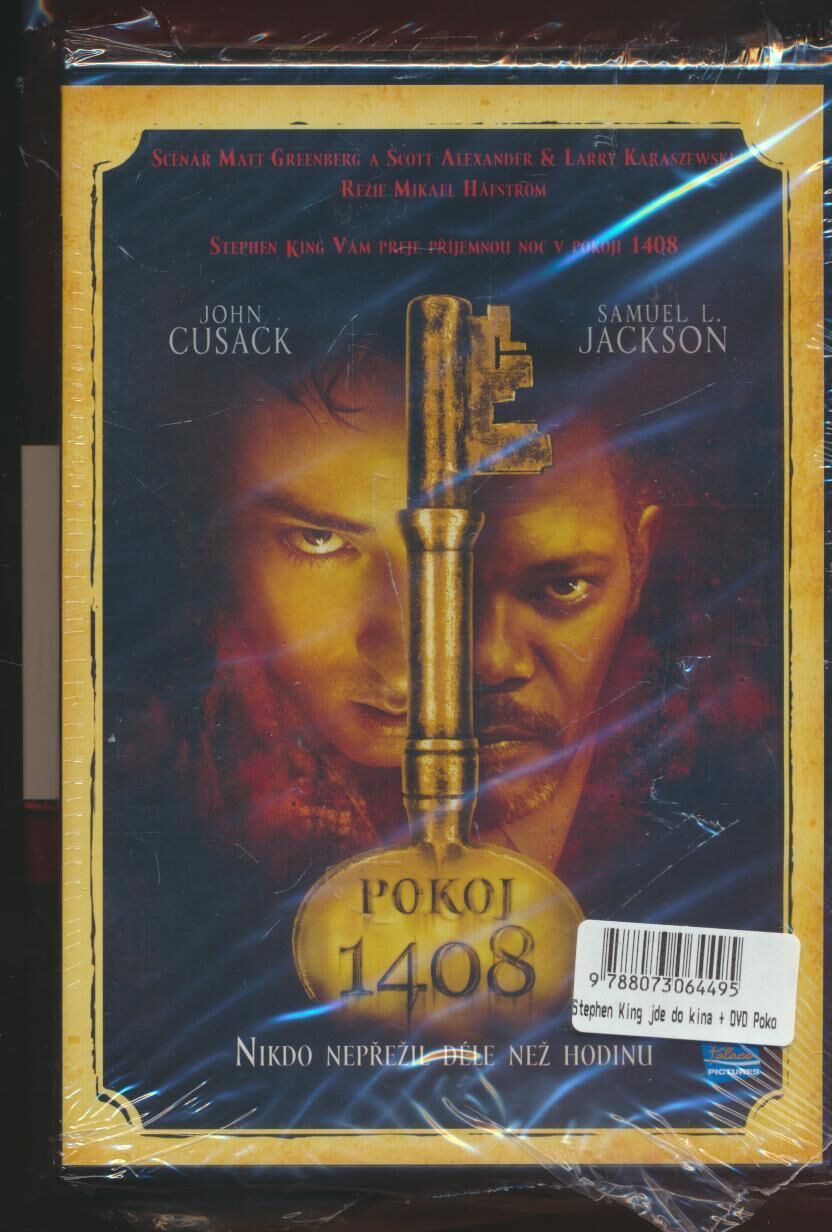 Scénář Matt Greenberg a Scott Alexander & Larry Karaszewski
Režie Mikael Håfström
Stephen King Vám přeje příjemnou noc v pokoji 1408
JOHN
CUSACK
SAMUEL L.
JACKSON
POKOJ
1408
9 788073 064495
Stephen King jde do kina + DVD Poko
Nikdo nepřežil déle než hodinu
Palace
PICTURES